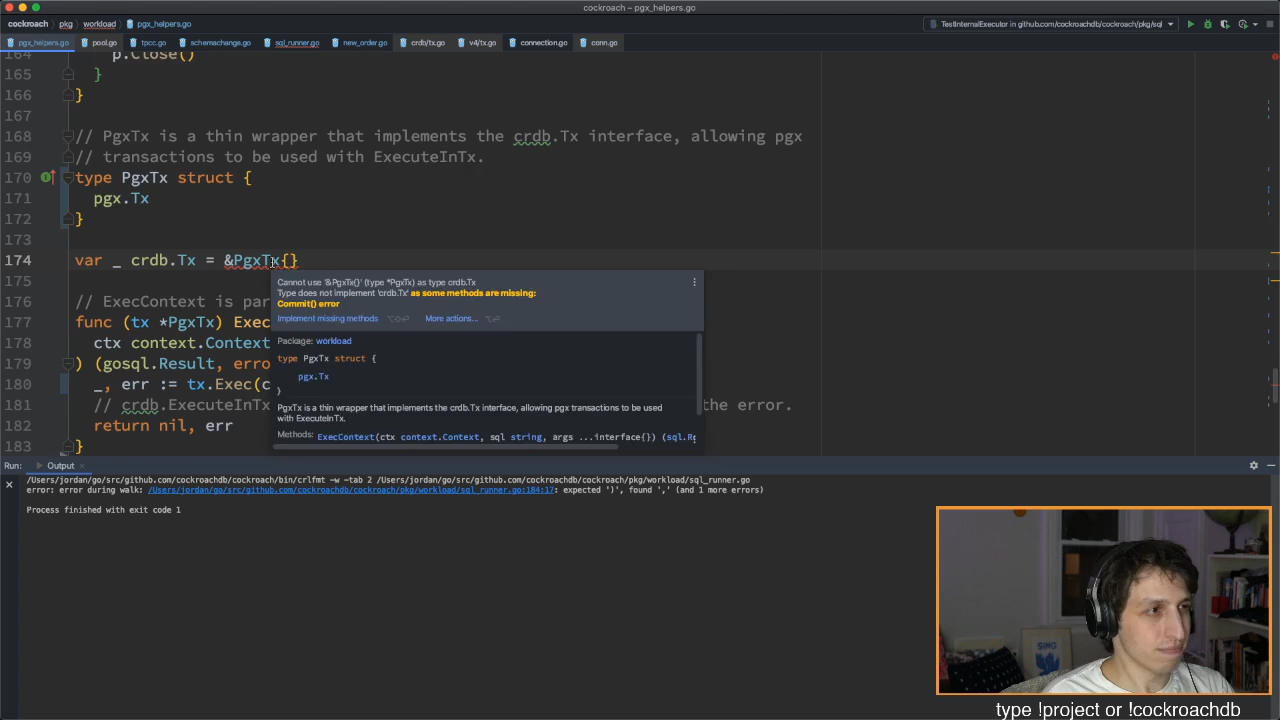 cockroach – pgx_helpers.go
cockroach pkg workload pgx_helpers.go TestInternalExecutor in github.com/cockroachdb/cockroach/pkg/sql
pgx_helpers.go pool.go tpcc.go schemachange.go sql_runner.go new_order.go crdb/tx.go v4/tx.go connection.go conn.go
164 p.Close()
165 }
166 }
167
168 // PgxTx is a thin wrapper that implements the crdb.Tx interface, allowing pgx
169 // transactions to be used with ExecuteInTx.
170 type PgxTx struct {
171 pgx.Tx
172 }
173
174 var _ crdb.Tx = &PgxTx{}
175
176 // ExecContext is par
177 func (tx *PgxTx) Exec
178 ctx context.Context
179 ) (gosql.Result, erro
180 _, err := tx.Exec(c
181 // crdb.ExecuteInTx the error.
182 return nil, err
183 }
Cannot use '&PgxTx{}' (type *PgxTx) as type crdb.Tx
Type does not implement 'crdb.Tx' as some methods are missing:
Commit() error
Implement missing methods More actions...
Package: workload
type PgxTx struct {
pgx.Tx
}
PgxTx is a thin wrapper that implements the crdb.Tx interface, allowing pgx transactions to be used
with ExecuteInTx.
Methods: ExecContext(ctx context.Context, sql string, args ...interface{}) (sql.Re
Run: Output
/Users/jordan/go/src/github.com/cockroachdb/cockroach/bin/crlfmt -w -tab 2 /Users/jordan/go/src/github.com/cockroachdb/cockroach/pkg/workload/sql_runner.go
error: error during walk: /Users/jordan/go/src/github.com/cockroachdb/cockroach/pkg/workload/sql_runner.go:184:17: expected ')', found ',' (and 1 more errors)
Process finished with exit code 1
SING
type !project or !cockroachdb